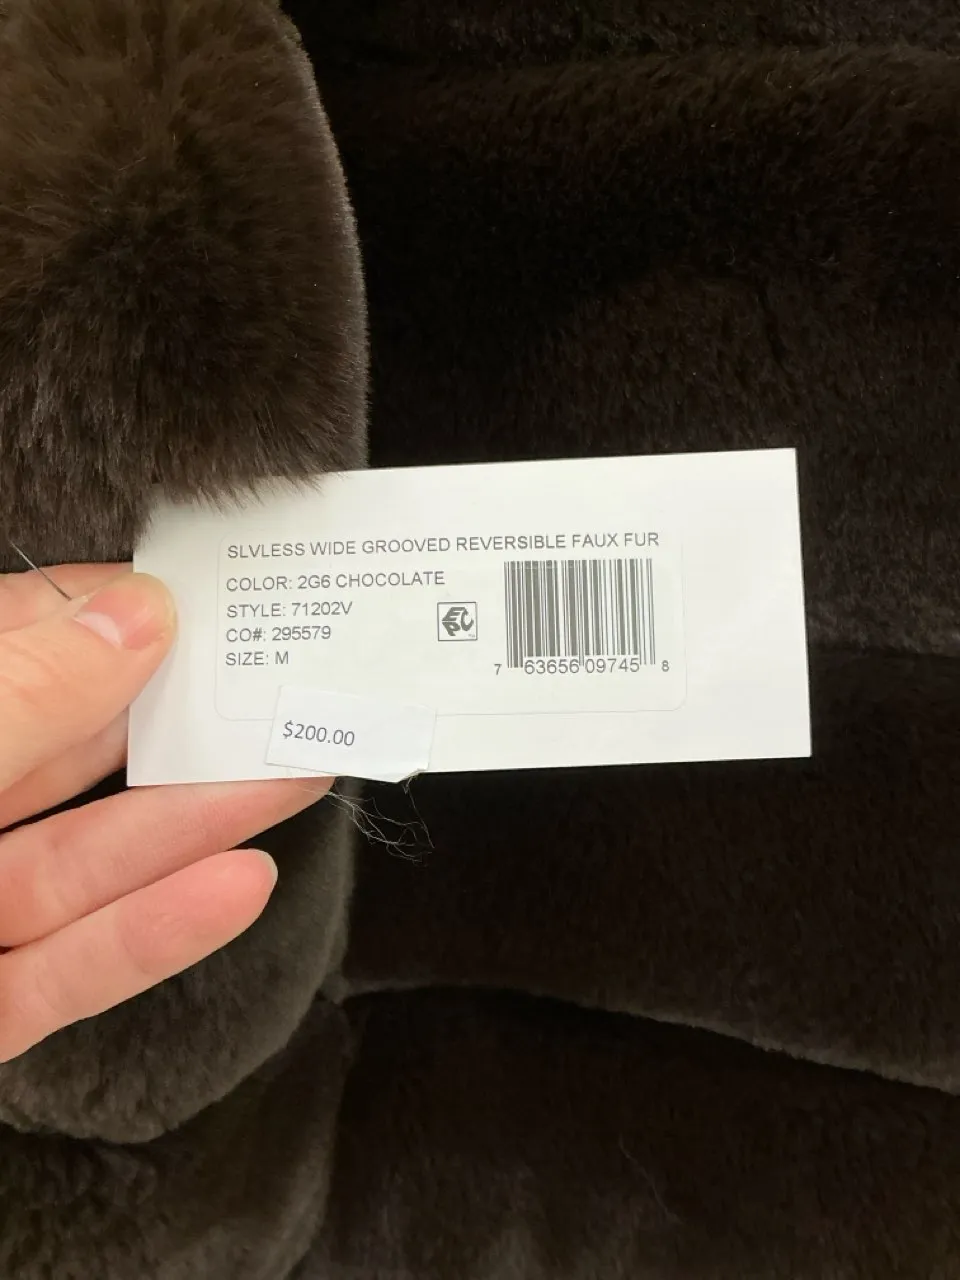 SLVLESS WIDE GROOVED REVERSIBLE FAUX FUR
COLOR: 2G6 CHOCOLATE
STYLE: 71202V
CO#: 295579
SIZE: M
EPC
7 63656 09745 8
$200.00